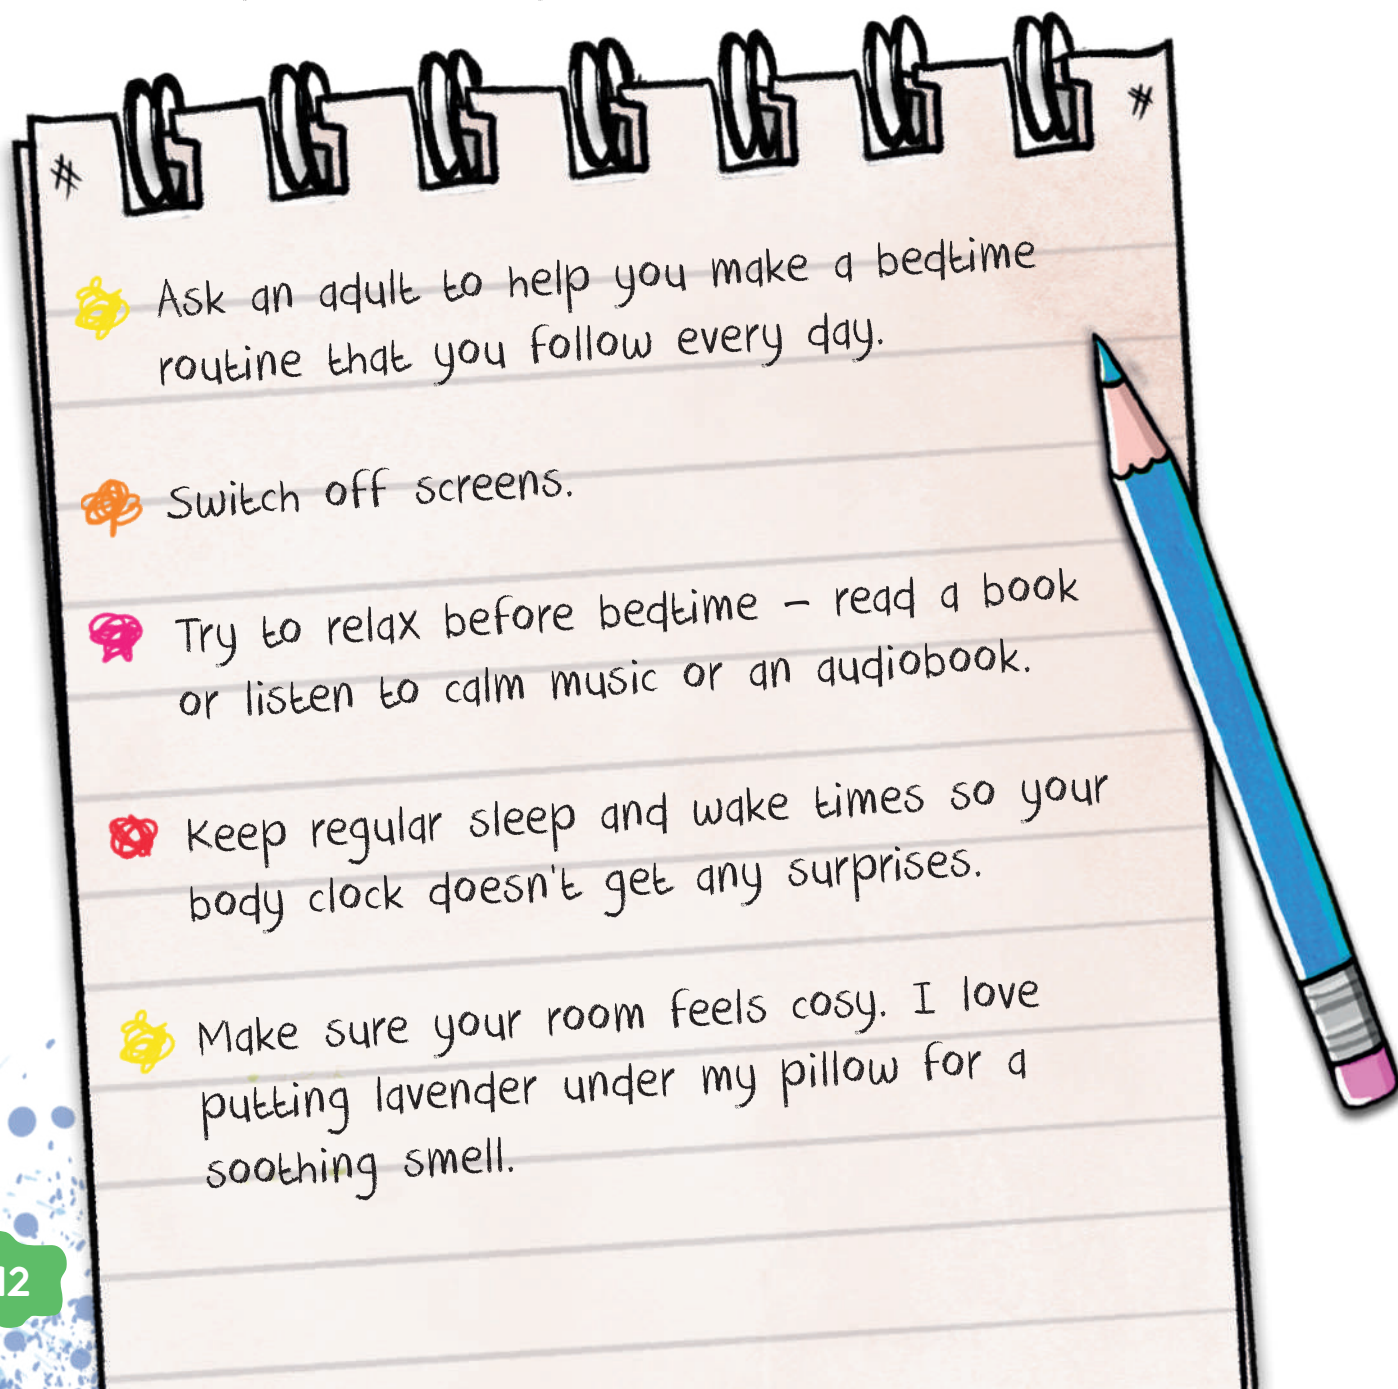 Ask an adult to help you make a bedtime
routine that you follow every day.
Switch off screens.
Try to relax before bedtime – read a book
or listen to calm music or an audiobook.
Keep regular sleep and wake times so your
body clock doesn't get any surprises.
Make sure your room feels cosy. I love
putting lavender under my pillow for a
soothing smell.
12